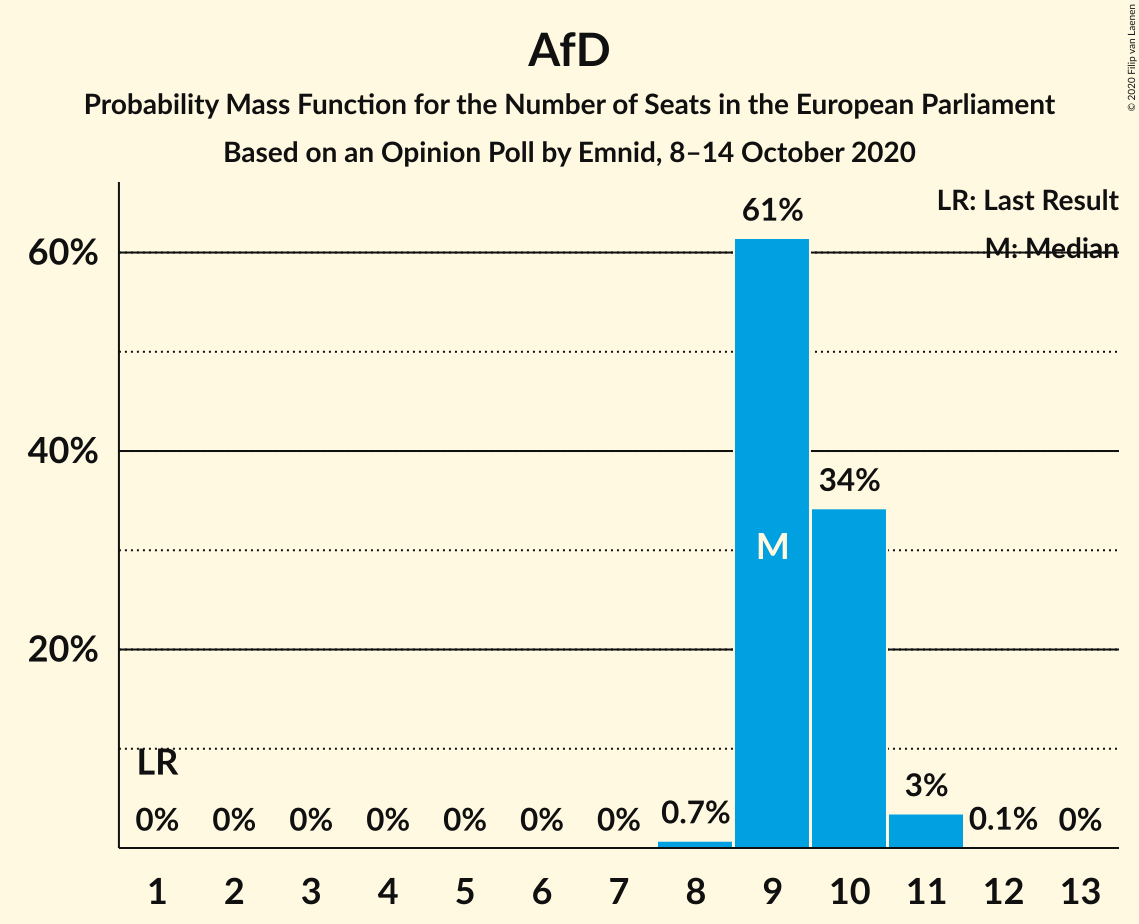 AfD
Probability Mass Function for the Number of Seats in the European Parliament
Based on an Opinion Poll by Emnid, 8–14 October 2020
© 2020 Filip van Laenen
LR: Last Result
M: Median
60%
40%
20%
61%
34%
M
LR
0% 0% 0% 0% 0% 0% 0% 0.7% 3% 0.1% 0%
1 2 3 4 5 6 7 8 9 10 11 12 13